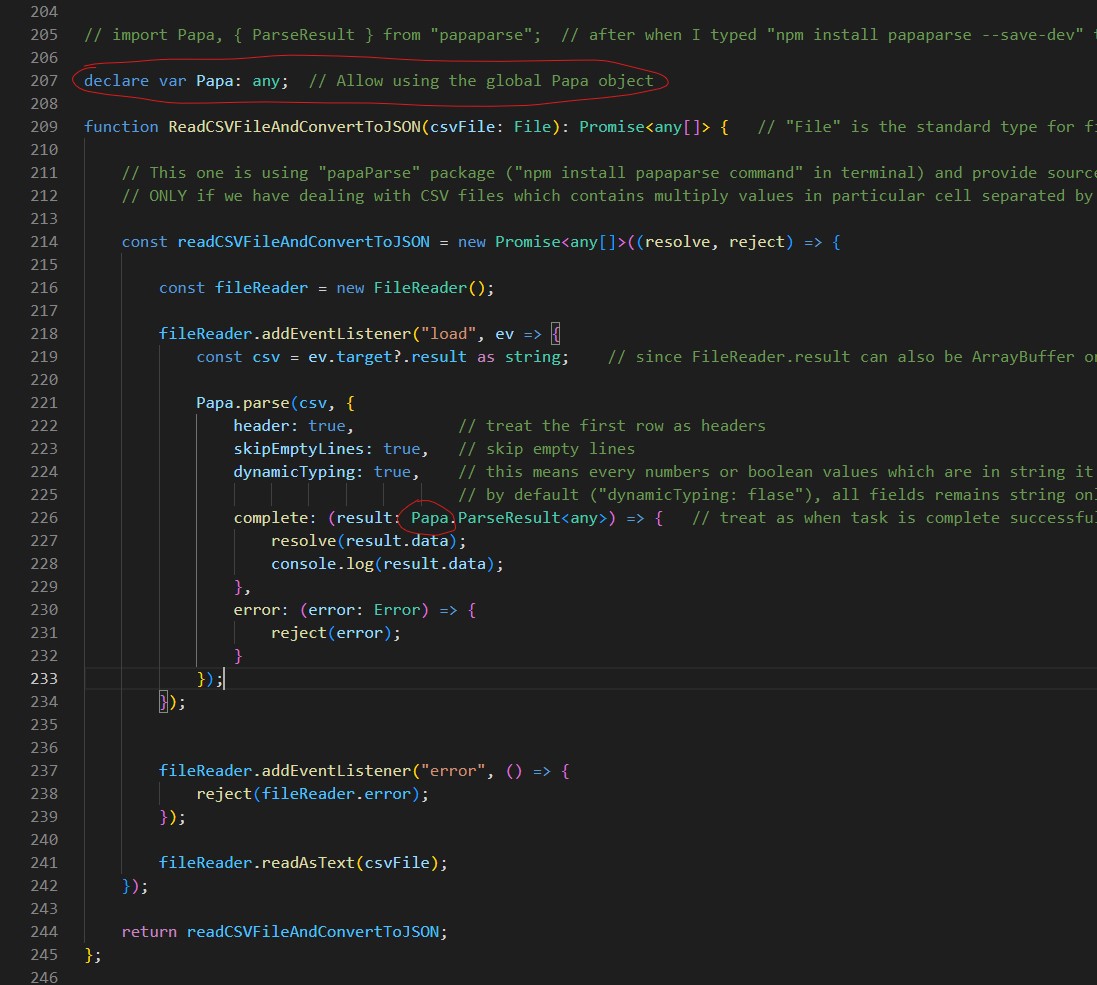 204
205 // import Papa, { ParseResult } from "papaparse";  // after when I typed "npm install papaparse --save-dev"
206
207 declare var Papa: any;  // Allow using the global Papa object
208
209 function ReadCSVFileAndConvertToJSON(csvFile: File): Promise<any[]> {   // "File" is the standard type for
210
211     // This one is using "papaParse" package ("npm install papaparse command" in terminal) and provide
212     // ONLY if we have dealing with CSV files which contains multiply values in particular cell separated by
213
214     const readCSVFileAndConvertToJSON = new Promise<any[]>((resolve, reject) => {
215
216         const fileReader = new FileReader();
217
218         fileReader.addEventListener("load", ev => {
219             const csv = ev.target?.result as string;    // since FileReader.result can also be ArrayBuffer
220
221             Papa.parse(csv, {
222                 header: true,           // treat the first row as headers
223                 skipEmptyLines: true,   // skip empty lines
224                 dynamicTyping: true,    // this means every numbers or boolean values which are in string it
225                                         // by default ("dynamicTyping: flase"), all fields remains string
226                 complete: (result: Papa.ParseResult<any>) => {   // treat as when task is complete
227                     resolve(result.data);
228                     console.log(result.data);
229                 },
230                 error: (error: Error) => {
231                     reject(error);
232                 }
233             });
234         });
235
236
237         fileReader.addEventListener("error", () => {
238             reject(fileReader.error);
239         });
240
241         fileReader.readAsText(csvFile);
242     });
243
244     return readCSVFileAndConvertToJSON;
245 };
246